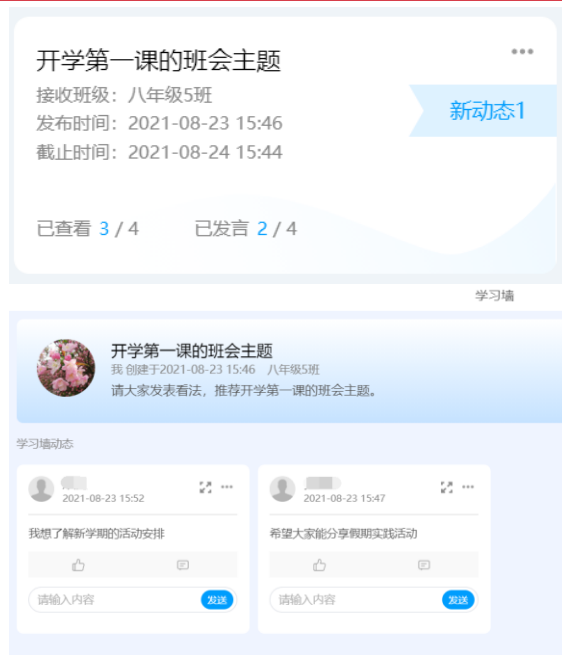 开学第一课的班会主题
接收班级：八年级5班
发布时间：2021-08-23 15:46
新动态1
截止时间：2021-08-24 15:44
已查看 3 / 4 已发言 2 / 4
学习墙
开学第一课的班会主题
我 创建于2021-08-23 15:46 八年级5班
请大家发表看法，推荐开学第一课的班会主题。
学习墙动态
2021-08-23 15:52
我想了解新学期的活动安排
请输入内容 发送
2021-08-23 15:47
希望大家能分享假期实践活动
请输入内容 发送